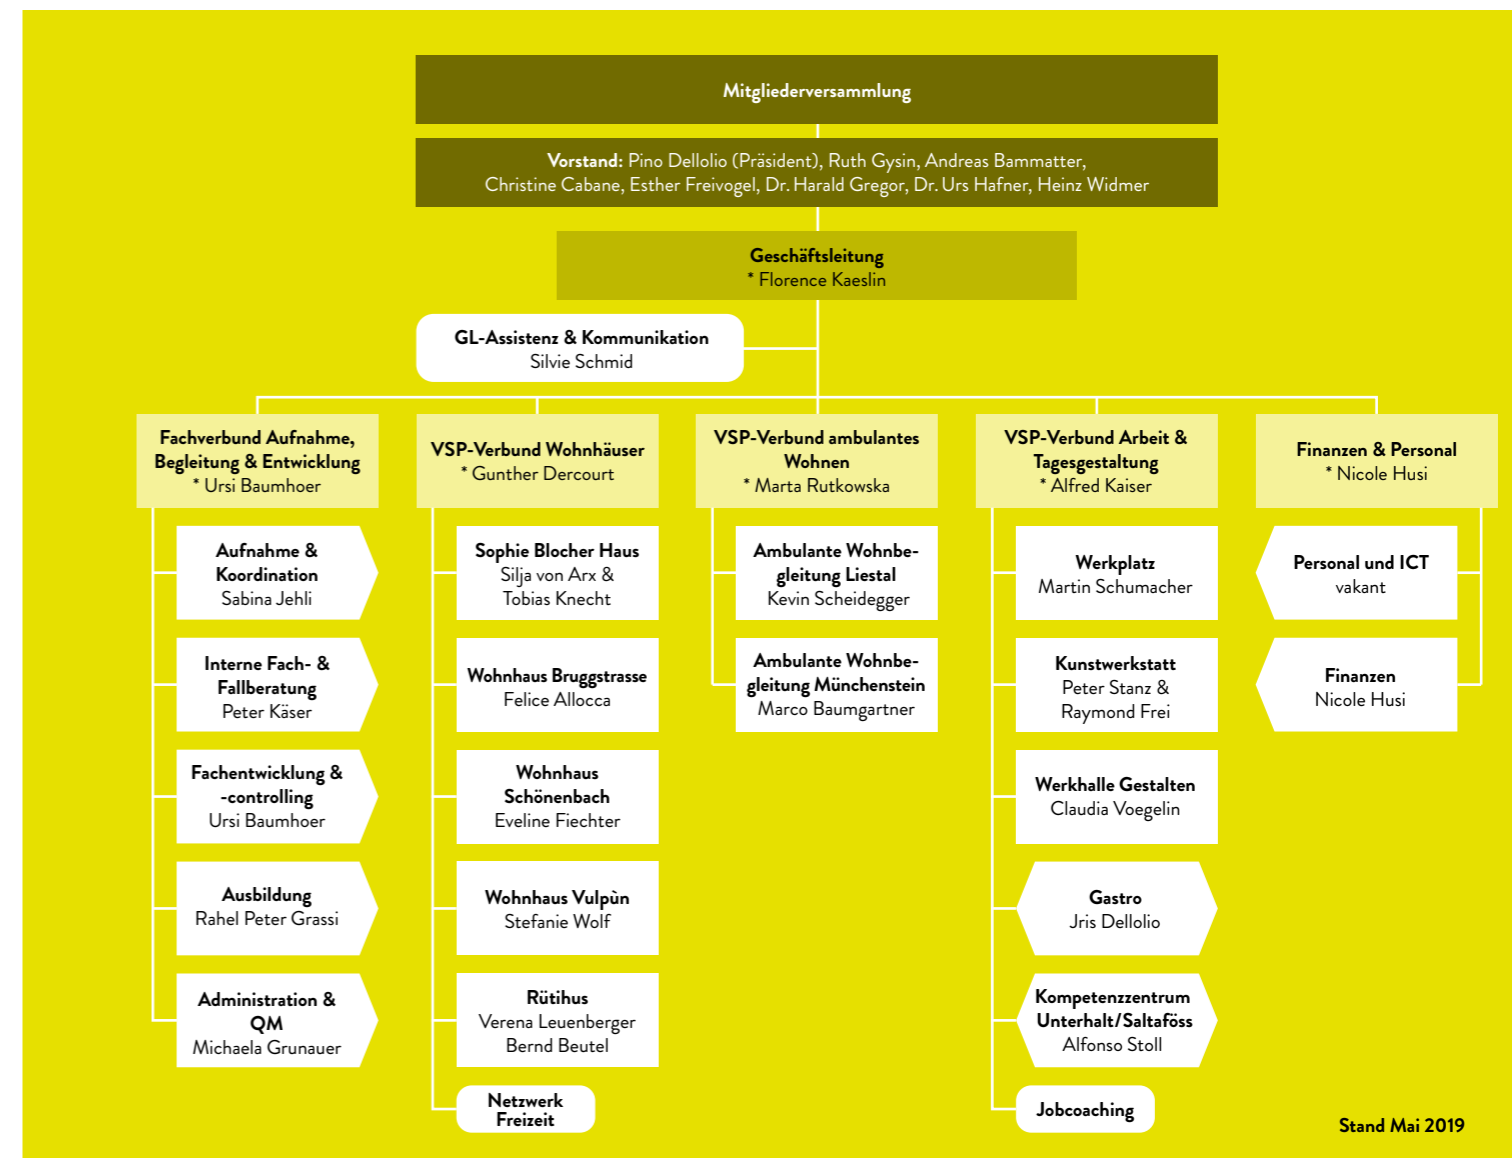 Mitgliederversammlung
Vorstand: Pino Dellolio (Präsident), Ruth Gysin, Andreas Bammatter,
Christine Cabane, Esther Freivogel, Dr. Harald Gregor, Dr. Urs Hafner, Heinz Widmer
Geschäftsleitung
* Florence Kaeslin
GL-Assistenz & Kommunikation
Silvie Schmid
Fachverbund Aufnahme,
Begleitung & Entwicklung
* Ursi Baumhoer
Aufnahme &
Koordination
Sabina Jehli
Interne Fach- &
Fallberatung
Peter Käser
Fachentwicklung &
-controlling
Ursi Baumhoer
Ausbildung
Rahel Peter Grassi
Administration &
QM
Michaela Grunauer
VSP-Verbund Wohnhäuser
* Gunther Dercourt
Sophie Blocher Haus
Silja von Arx &
Tobias Knecht
Wohnhaus Bruggstrasse
Felice Allocca
Wohnhaus
Schönenbach
Eveline Fiechter
Wohnhaus Vulpùn
Stefanie Wolf
Rütihus
Verena Leuenberger
Bernd Beutel
Netzwerk
Freizeit
VSP-Verbund ambulantes
Wohnen
* Marta Rutkowska
Ambulante Wohnbe-
gleitung Liestal
Kevin Scheidegger
Ambulante Wohnbe-
gleitung Münchenstein
Marco Baumgartner
VSP-Verbund Arbeit &
Tagesgestaltung
* Alfred Kaiser
Werkplatz
Martin Schumacher
Kunstwerkstatt
Peter Stanz &
Raymond Frei
Werkhalle Gestalten
Claudia Voegelin
Gastro
Jris Dellolio
Kompetenzzentrum
Unterhalt/Saltaföss
Alfonso Stoll
Jobcoaching
Finanzen & Personal
* Nicole Husi
Personal und ICT
vakant
Finanzen
Nicole Husi
Stand Mai 2019